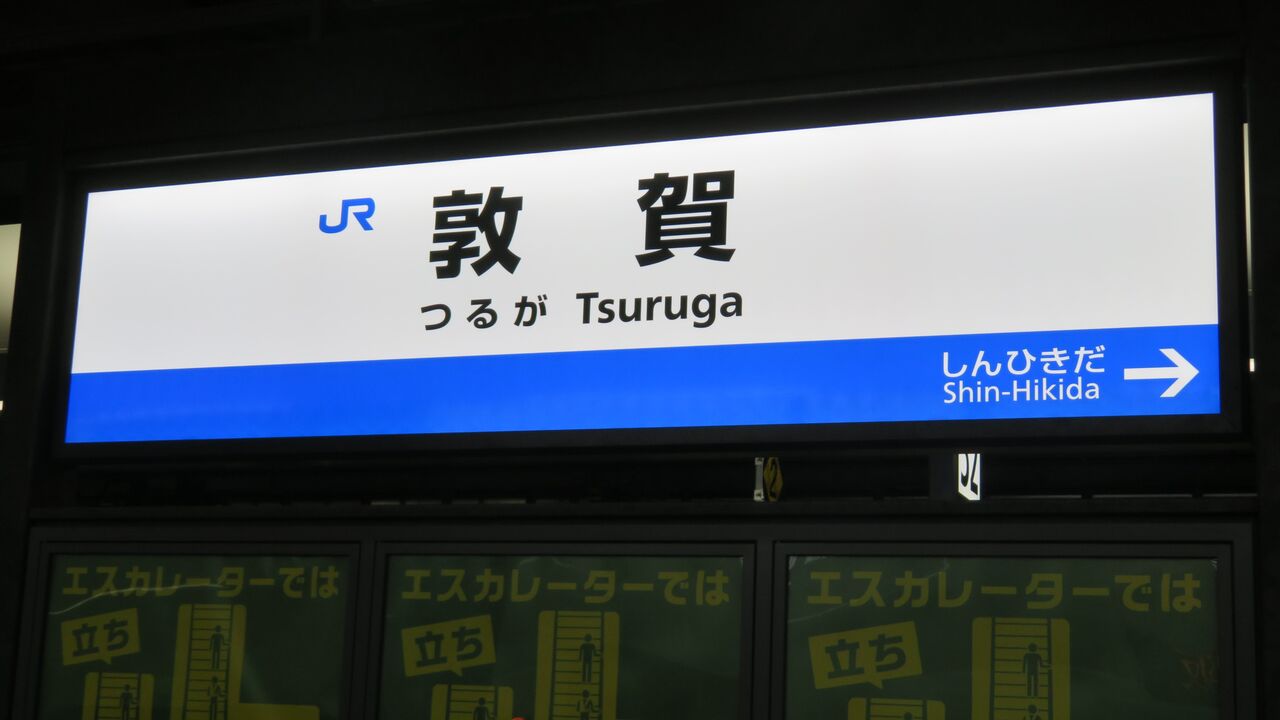 JR 敦賀
つるが Tsuruga
しんひきだ
Shin-Hikida
エスカレーターでは
立ち
エスカレーターでは
立ち
エスカレーターでは
立ち